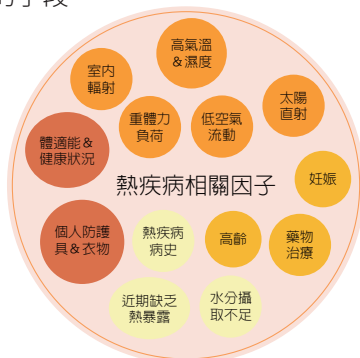 的手段
高氣溫
&濕度
室內
輻射
太陽
直射
重體力
負荷
低空氣
流動
體適能&
健康狀況
熱疾病相關因子
妊娠
個人防護
具&衣物
熱疾病
病史
高齡
藥物
治療
近期缺乏
熱暴露
水分攝
取不足